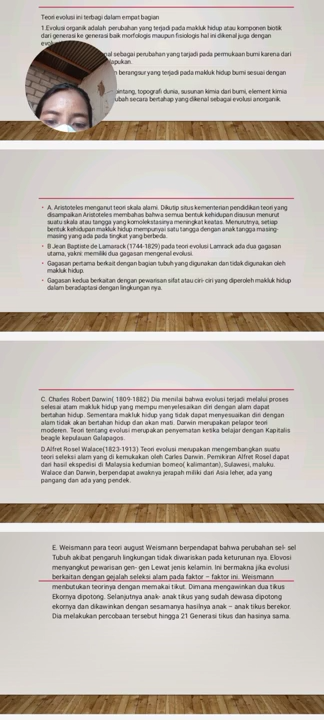 Teori evolusi ini terbagi dalam empat bagian
1.Evolusi organik adalah perubahan yang terjadi pada makluk hidup atau komponen biotik
dari generasi ke generasi baik morfologis maupun fisiologis hal ini dikenal juga dengan
sebagai perubahan yang tarjadi pada permukaan bumi karena dari
berangsur yang terjadi pada makluk hidup bumi sesuai dengan
bintang, topografi dunia, susunan kimia dari bumi, element kimia
secara bertahap yang dikenal sebagai evolusi anorganik.
• A. Aristoteles menganut teori skala alami. Dikutip situs kementerian pendidikan teori yang
disampaikan Aristoteles membahas bahwa semua bentuk kehidupan disusun menurut
suatu skala atau tangga yang komolekstasinya meningkat keatas. Menurutnya, setiap
bentuk kehidupan makluk hidup mempunyai satu tangga dengan anak tangga masing-
masing yang ada pada tingkat yang berbeda.
• B Jean Baptiste de Lamarack (1744-1829) pada teori evolusi Lamrack ada dua gagasan
utama, yakni: memiliki dua gagasan mengenal evolusi.
• Gagasan pertama berkait dengan bagian tubuh yang digunakan dan tidak digunakan oleh
makluk hidup.
• Gagasan kedua berkaitan dengan pewarisan sifat atau ciri- ciri yang diperoleh makluk hidup
dalam beradaptasi dengan lingkungan nya.
C. Charles Robert Darwin( 1809-1882) Dia menilai bahwa evolusi terjadi melalui proses
seleksi atam makluk hidup yang mempu menyelesaikan diri dengan alam dapat
bertahan hidup. Sementara makluk hidup yang tidak dapat menyesuaikan diri dengan
alam tidak akan bertahan hidup dan akan mati. Darwin merupakan pelapor teori
moderen. Teori tentang evolusi merupakan penyematan ketika belajar dengan Kapitalis
beagle kepulauan Galapagos.
D.Alfret Rosel Walace(1823-1913) Teori evolusi merupakan mengembangkan suatu
teori seleksi alam yang di kemukakan oleh Carles Darwin. Pemikiran Alfret Rosel dapat
dari hasil ekspedisi di Malaysia kedumian borneo( kalimantan), Sulawesi, maluku.
Walace dan Darwin, berpendapat awaknya jerapah miliki dari Asia leher, ada yang
pangang dan ada yang pendek.
E. Weismann para teori august Weismann berpendapat bahwa perubahan sel- sel
Tubuh akibat pengaruh lingkungan tidak diwariskan pada keturunan nya. Elovosi
menyangkut pewarisan gen- gen Lewat jenis kelamin. Ini bermakna jika evolusi
berkaitan dengan gejalah seleksi alam pada faktor – faktor ini. Weismann
menbutukan teorinya dengan memakai tikut. Dimana mengawinkan dua tikus
Ekornya dipotong. Selanjutnya anak- anak tikus yang sudah dewasa dipotong
ekornya dan dikawinkan dengan sesamanya hasilnya anak – anak tikus berekor.
Dia melakukan percobaan tersebut hingga 21 Generasi tikus dan hasinya sama.